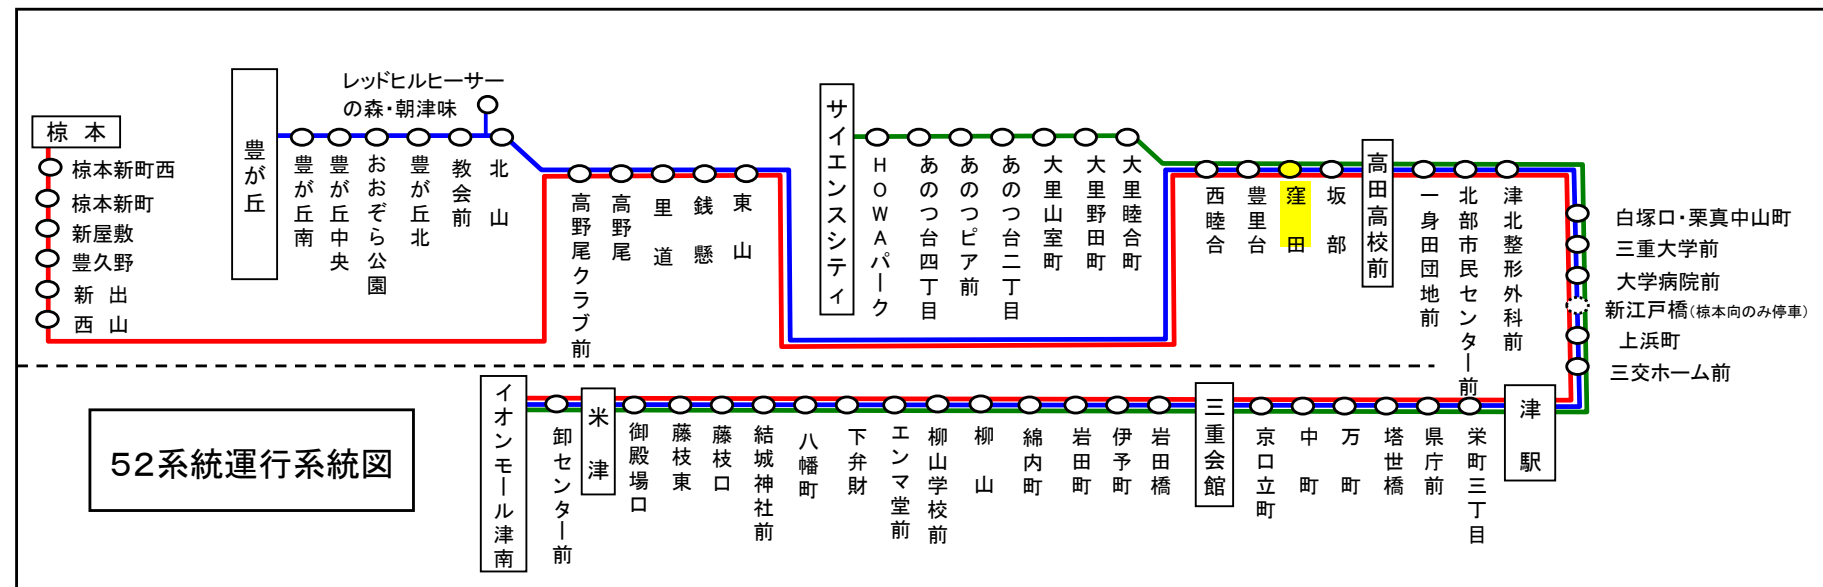 椋本
椋本新町西
椋本新町
新屋敷
豊久野
新出
西山
豊が丘
豊が丘南
豊が丘中央
おおぞら公園
豊が丘北
教会前
レッドヒルヒーサー
の森・朝津味
北山
高野尾クラブ前
高野尾
里道
銭懸
東山
サイエンスシティ
HOWAパーク
あのつ台四丁目
あのつピア前
あのつ台二丁目
大里山室町
大里野田町
大里睦合町
西睦合
豊里台
窪田
坂部
高田高校前
一身田団地前
北部市民センター前
津北整形外科前
白塚口・栗真中山町
三重大学前
大学病院前
新江戸橋(椋本向のみ停車)
上浜町
三交ホーム前
津駅
栄町三丁目
県庁前
塔世橋
万町
中町
京口立町
三重会館
岩田橋
伊予町
岩田町
綿内町
柳山
柳山学校前
エンマ堂前
下弁財
八幡町
結城神社前
藤枝口
藤枝東
御殿場口
米津
卸センター前
イオンモール津南
52系統運行系統図